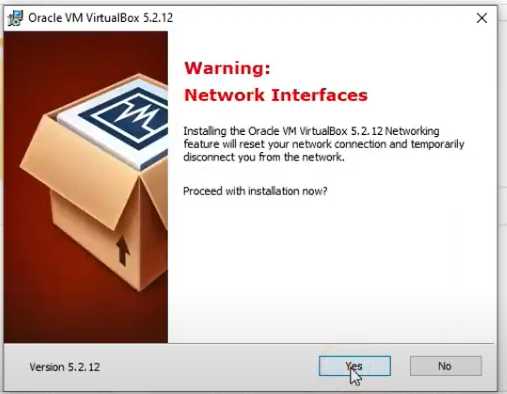 Oracle VM VirtualBox 5.2.12
Warning:
Network Interfaces
Installing the Oracle VM VirtualBox 5.2.12 Networking
feature will reset your network connection and temporarily
disconnect you from the network.
Proceed with installation now?
Version 5.2.12
Yes
No